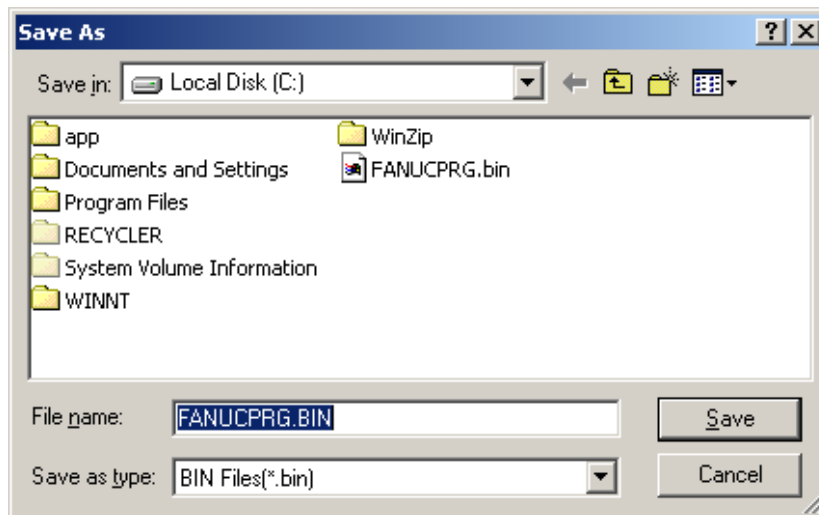 Save As
Save in: Local Disk (C:)
app
Documents and Settings
Program Files
RECYCLER
System Volume Information
WINNT
WinZip
FANUCPRG.bin
File name: FANUCPRG.BIN Save
Save as type: BIN Files(*.bin) Cancel